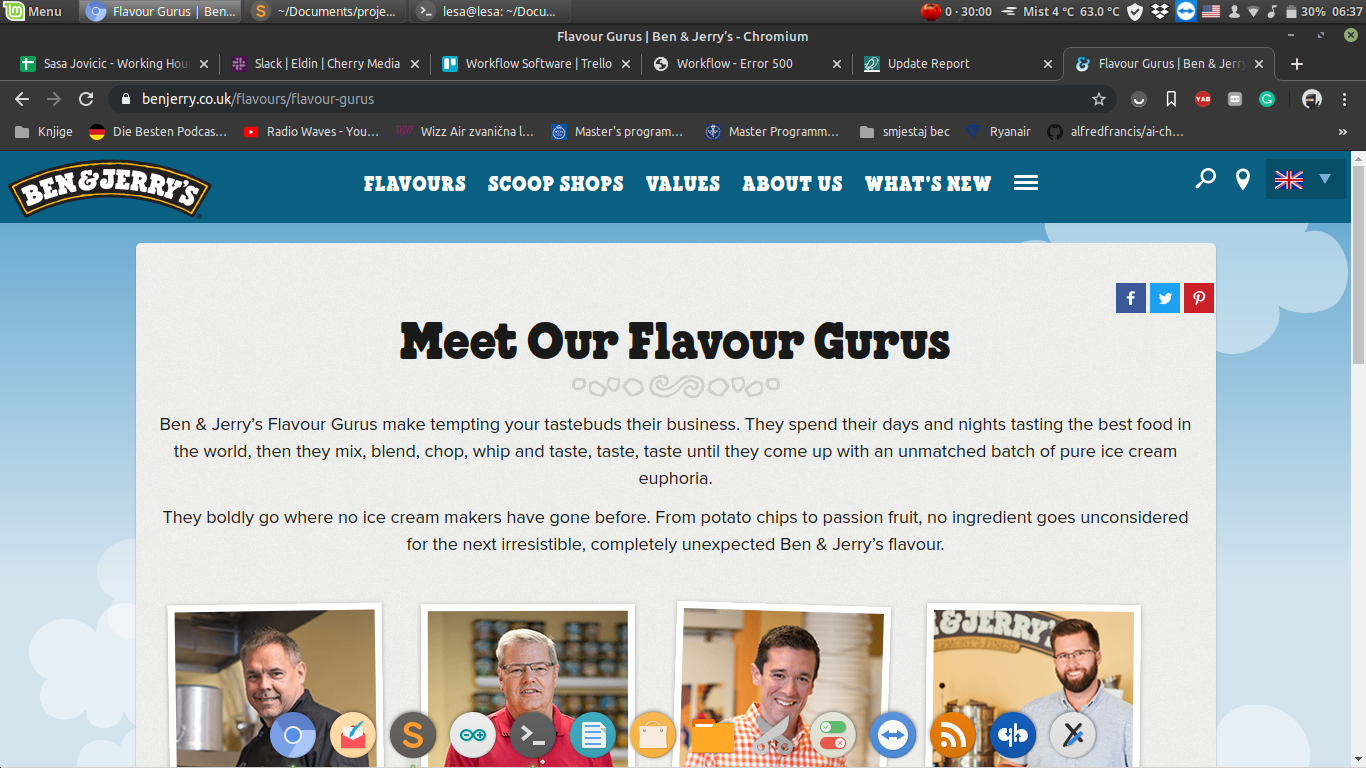 Menu
Flavour Gurus | Ben...
~/Documents/proje...
lesa@lesa: ~/Docu...
0 · 30:00
Mist 4 °C 63.0 °C
30% 06:37
Flavour Gurus | Ben & Jerry’s - Chromium
Sasa Jovicic - Working Hou
Slack | Eldin | Cherry Media
Workflow Software | Trello
Workflow - Error 500
Update Report
Flavour Gurus | Ben & Jerry
benjerry.co.uk/flavours/flavour-gurus
YAB
Knjige
Die Besten Podcas...
Radio Waves - You...
Wizz Air zvanična l...
Master's program...
Master Programm...
smjestaj bec
Ryanair
alfredfrancis/ai-ch...
»
BEN & JERRY'S
FLAVOURS
SCOOP SHOPS
VALUES
ABOUT US
WHAT'S NEW
Meet Our Flavour Gurus
Ben & Jerry’s Flavour Gurus make tempting your tastebuds their business. They spend their days and nights tasting the best food in
the world, then they mix, blend, chop, whip and taste, taste, taste until they come up with an unmatched batch of pure ice cream
euphoria.
They boldly go where no ice cream makers have gone before. From potato chips to passion fruit, no ingredient goes unconsidered
for the next irresistible, completely unexpected Ben & Jerry’s flavour.